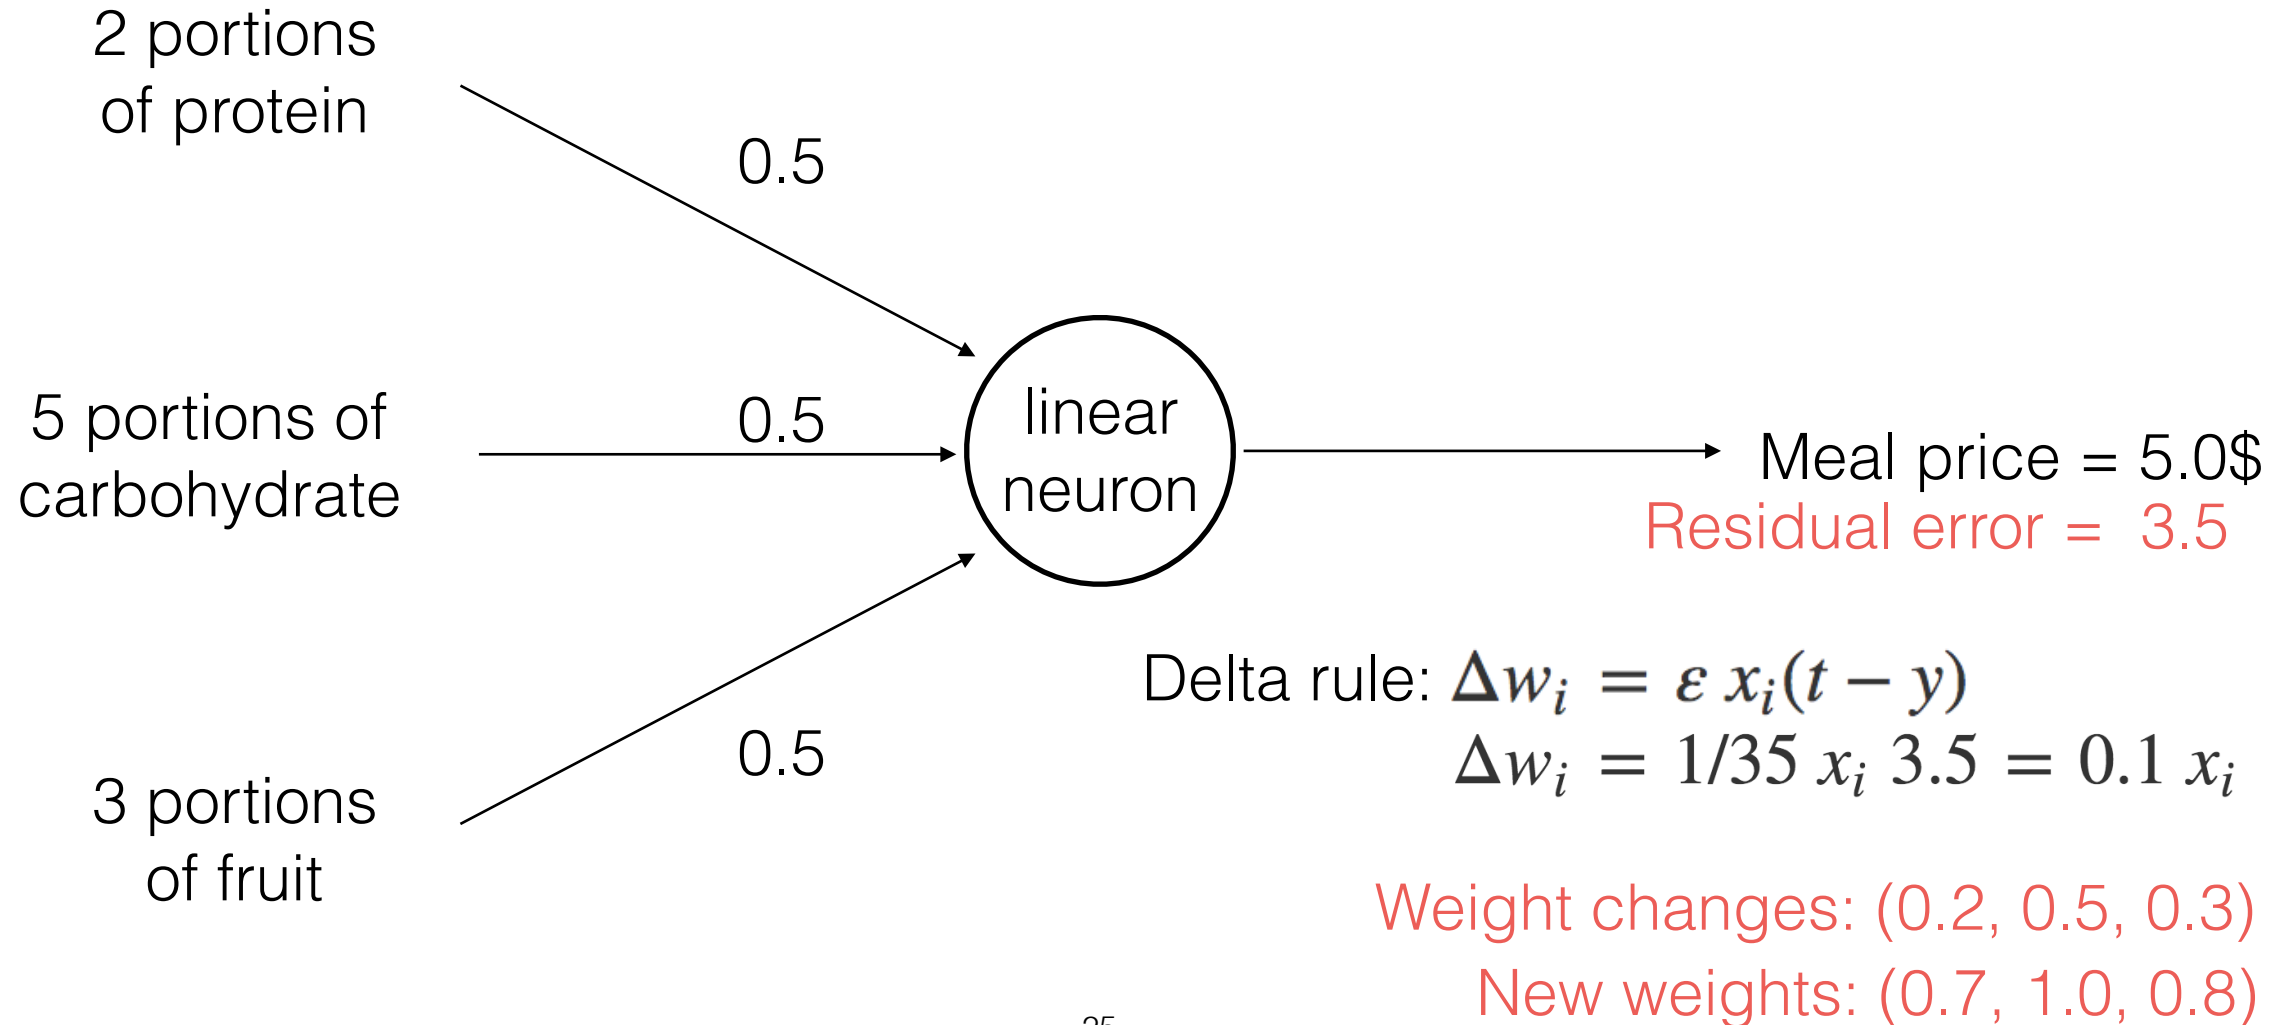 2 portions
of protein
0.5
5 portions of
carbohydrate
0.5
linear
neuron
Meal price = 5.0$
Residual error = 3.5
3 portions
of fruit
0.5
Delta rule: Δwᵢ = ε xᵢ(t − y)
Δwᵢ = 1/35 xᵢ 3.5 = 0.1 xᵢ
Weight changes: (0.2, 0.5, 0.3)
New weights: (0.7, 1.0, 0.8)